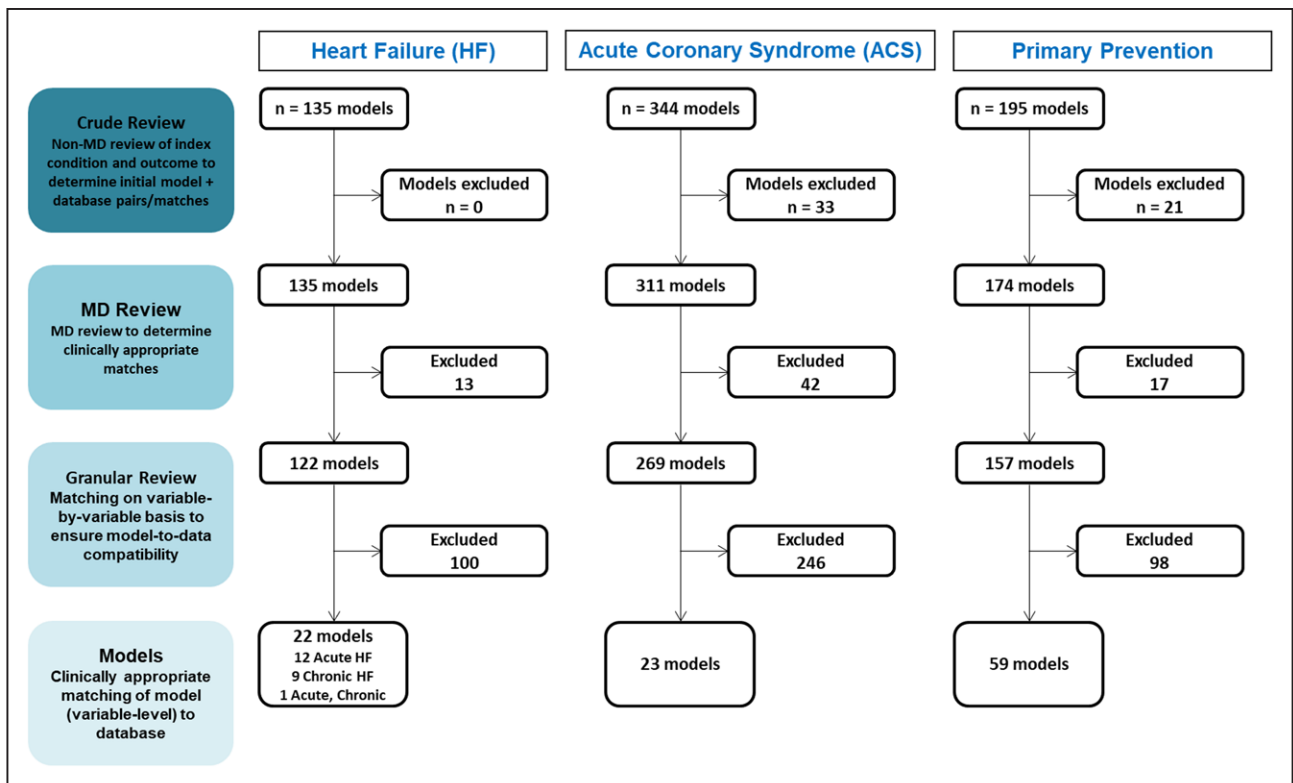 Heart Failure (HF)
Acute Coronary Syndrome (ACS)
Primary Prevention
Crude Review
Non-MD review of index
condition and outcome to
determine initial model +
database pairs/matches
n = 135 models
n = 344 models
n = 195 models
Models excluded
n = 0
Models excluded
n = 33
Models excluded
n = 21
MD Review
MD review to determine
clinically appropriate
matches
135 models
311 models
174 models
Excluded
13
Excluded
42
Excluded
17
Granular Review
Matching on variable-
by-variable basis to
ensure model-to-data
compatibility
122 models
269 models
157 models
Excluded
100
Excluded
246
Excluded
98
Models
Clinically appropriate
matching of model
(variable-level) to
database
22 models
12 Acute HF
9 Chronic HF
1 Acute, Chronic
23 models
59 models